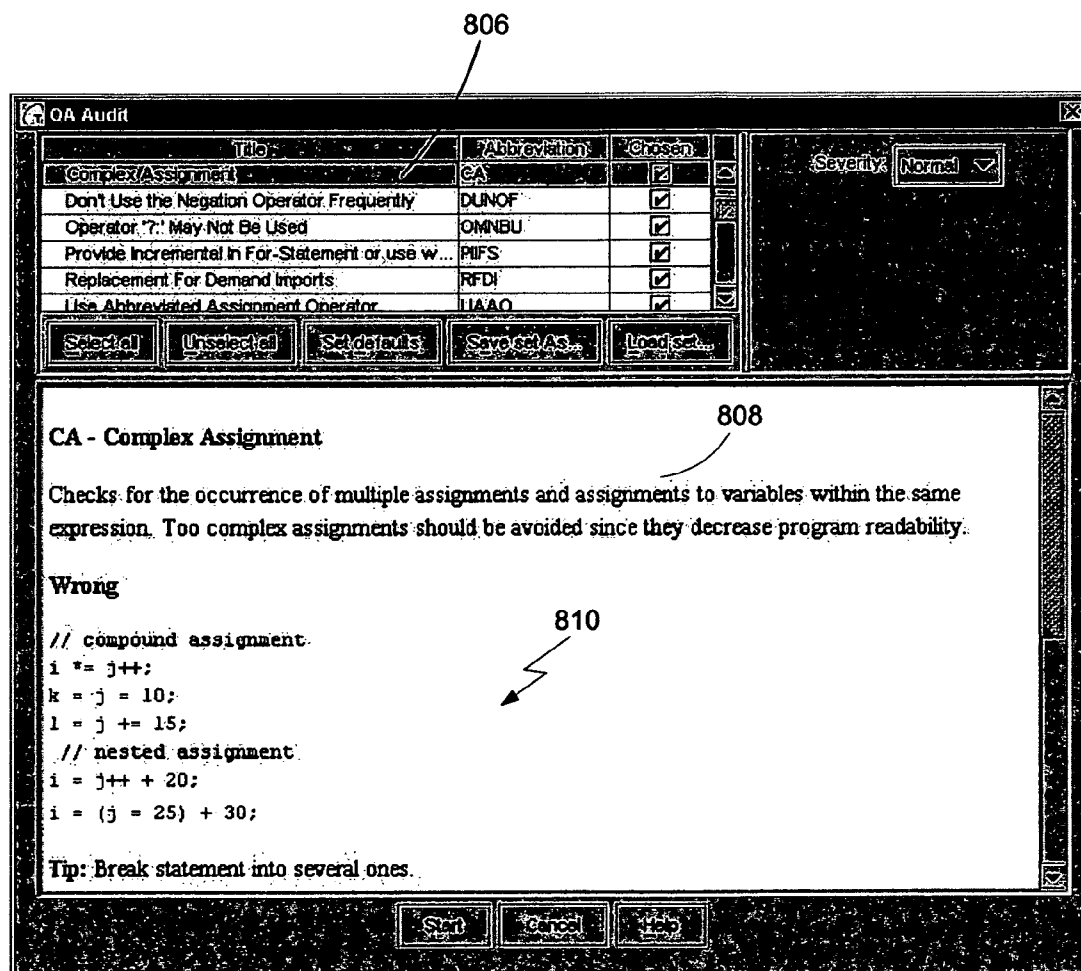 806
QA Audit
Title Abbreviation Chosen
Complex Assignment CA
Don't Use the Negation Operator Frequently DUNOF
Operator '?:' May Not Be Used OMNBU
Provide Incremental In For-Statement or use w... PIIFS
Replacement For Demand Imports RFDI
Use Abbreviated Assignment Operator UAAO
Severity: Normal
Select all Unselect all Set defaults Save set As... Load set...
CA - Complex Assignment
808
Checks for the occurrence of multiple assignments and assignments to variables within the same
expression. Too complex assignments should be avoided since they decrease program readability.
Wrong
810
// compound assignment
i *= j++;
k = j = 10;
l = j += 15;
// nested assignment
i = j++ + 20;
i = (j = 25) + 30;
Tip: Break statement into several ones.
Start Cancel Help